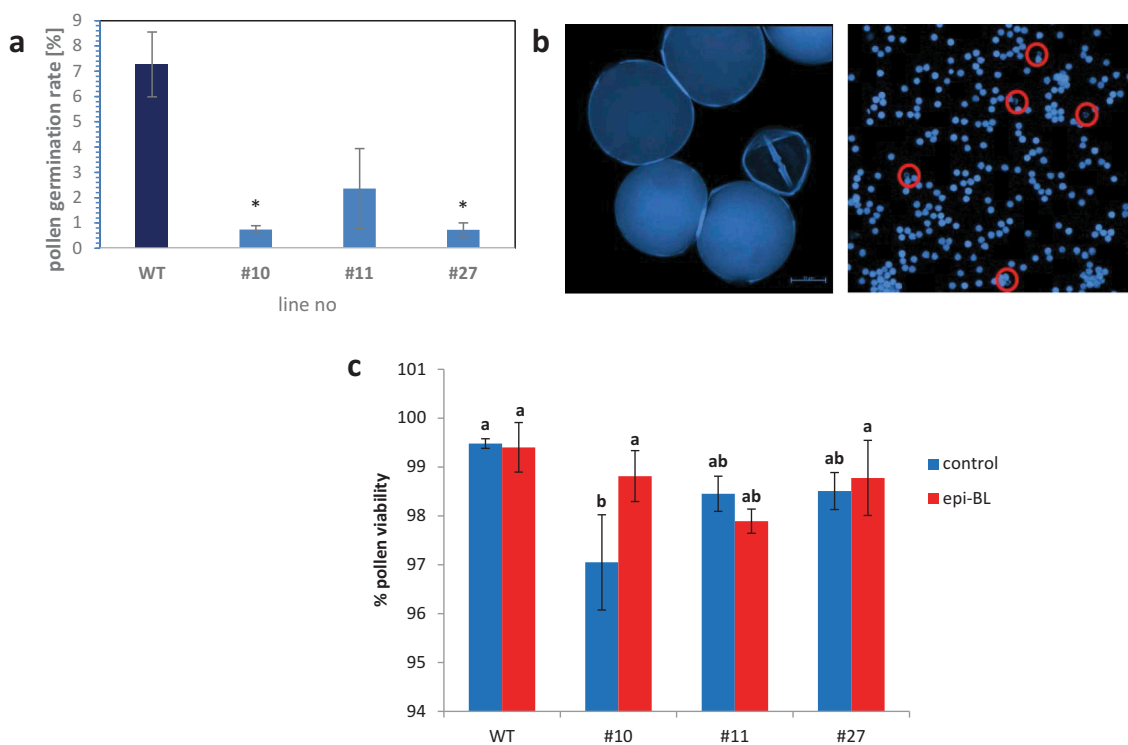 a
pollen germination rate [%]
9
8
7
6
5
4
3
2
1
0
*
*
WT #10 #11 #27
line no
b
c
% pollen viability
101
100
99
98
97
96
95
94
a a
b a
ab ab
ab a
WT #10 #11 #27
control
epi-BL